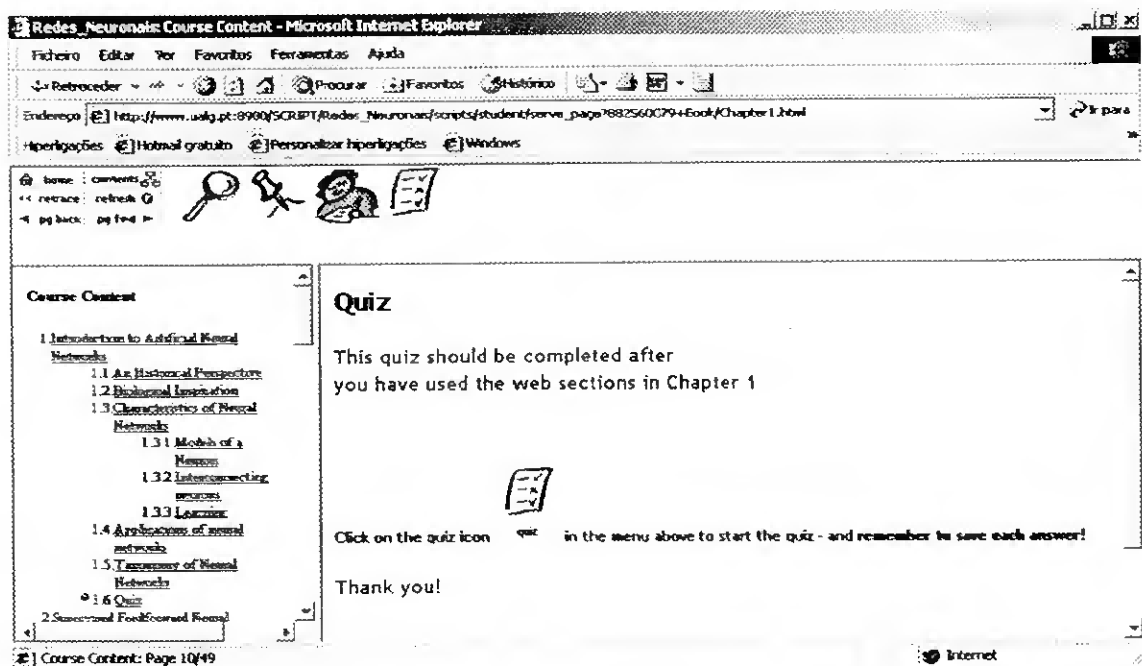 Redes_Neuronais: Course Content - Microsoft Internet Explorer
Ficheiro Editar Ver Favoritos Ferramentas Ajuda
Retroceder Procurar Favoritos Histórico
Endereço http://www.ualg.pt:8900/SCRIPT/Redes_Neuronais/scripts/student/serve_page?882560C79+Book/Chapter1.html Ir para
Hiperligações Hotmail gratuito Personalizar hiperligações Windows
home contents
<< retrace refresh
pg back pg fwd
Course Content
1 Introduction to Artificial Neural
Networks
1.1 An Historical Perspective
1.2 Biological Inspiration
1.3 Characteristics of Neural
Networks
1.3.1 Models of a
Neuron
1.3.2 Interconnecting
neurons
1.3.3 Learning
1.4 Applications of neural
networks
1.5 Taxonomy of Neural
Networks
1.6 Quiz
2 Supervised Feedforward Neural
Quiz
This quiz should be completed after
you have used the web sections in Chapter 1
Click on the quiz icon quiz in the menu above to start the quiz - and remember to save each answer!
Thank you!
Course Content: Page 10/49 Internet